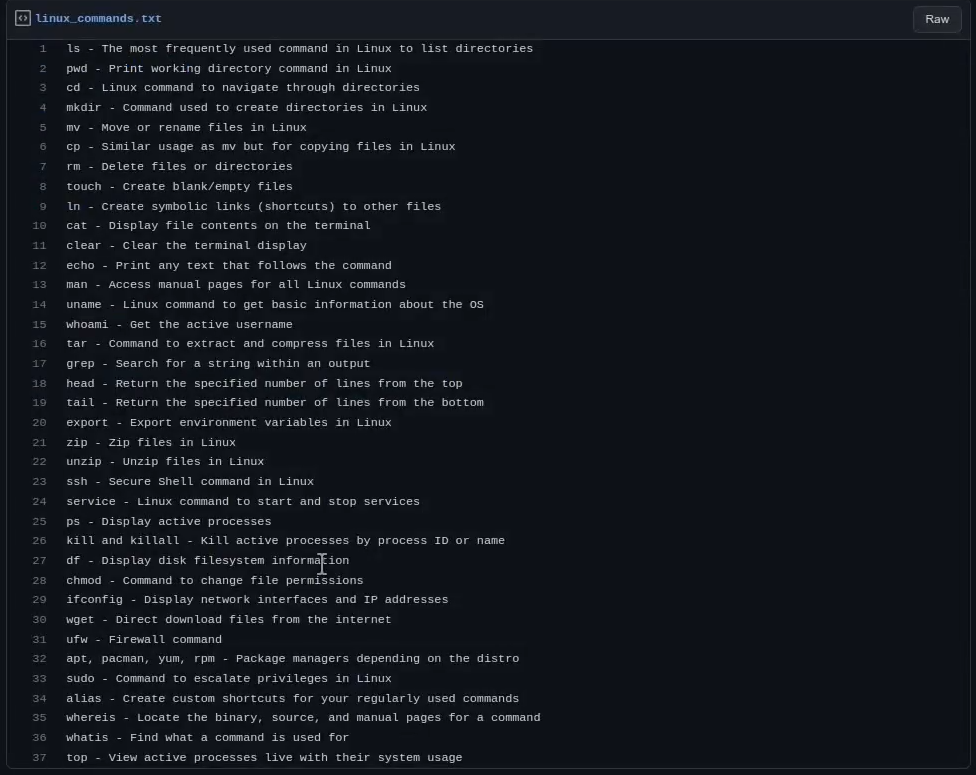 linux_commands.txt
Raw
1 ls - The most frequently used command in Linux to list directories
2 pwd - Print working directory command in Linux
3 cd - Linux command to navigate through directories
4 mkdir - Command used to create directories in Linux
5 mv - Move or rename files in Linux
6 cp - Similar usage as mv but for copying files in Linux
7 rm - Delete files or directories
8 touch - Create blank/empty files
9 ln - Create symbolic links (shortcuts) to other files
10 cat - Display file contents on the terminal
11 clear - Clear the terminal display
12 echo - Print any text that follows the command
13 man - Access manual pages for all Linux commands
14 uname - Linux command to get basic information about the OS
15 whoami - Get the active username
16 tar - Command to extract and compress files in Linux
17 grep - Search for a string within an output
18 head - Return the specified number of lines from the top
19 tail - Return the specified number of lines from the bottom
20 export - Export environment variables in Linux
21 zip - Zip files in Linux
22 unzip - Unzip files in Linux
23 ssh - Secure Shell command in Linux
24 service - Linux command to start and stop services
25 ps - Display active processes
26 kill and killall - Kill active processes by process ID or name
27 df - Display disk filesystem information
28 chmod - Command to change file permissions
29 ifconfig - Display network interfaces and IP addresses
30 wget - Direct download files from the internet
31 ufw - Firewall command
32 apt, pacman, yum, rpm - Package managers depending on the distro
33 sudo - Command to escalate privileges in Linux
34 alias - Create custom shortcuts for your regularly used commands
35 whereis - Locate the binary, source, and manual pages for a command
36 whatis - Find what a command is used for
37 top - View active processes live with their system usage